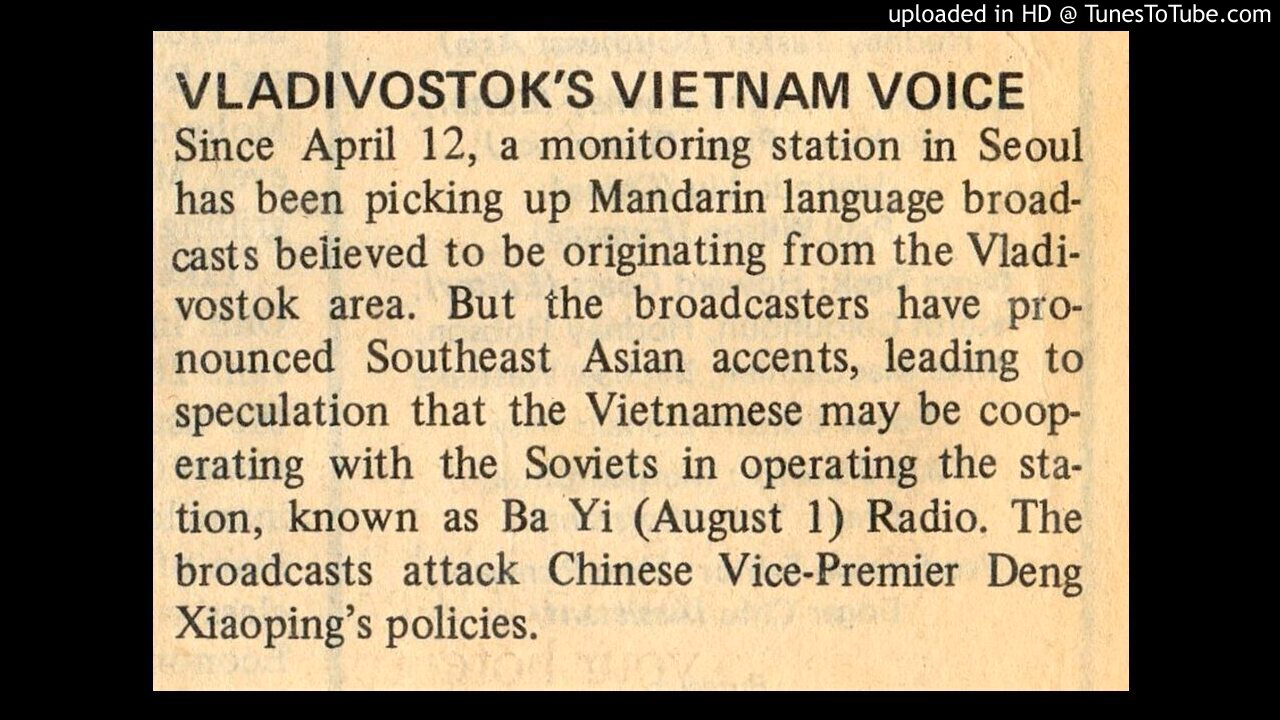 uploaded in HD @ TunesToTube.com
VLADIVOSTOK'S VIETNAM VOICE
Since April 12, a monitoring station in Seoul
has been picking up Mandarin language broad-
casts believed to be originating from the Vladi-
vostok area. But the broadcasters have pro-
nounced Southeast Asian accents, leading to
speculation that the Vietnamese may be coop-
erating with the Soviets in operating the sta-
tion, known as Ba Yi (August 1) Radio. The
broadcasts attack Chinese Vice-Premier Deng
Xiaoping's policies.